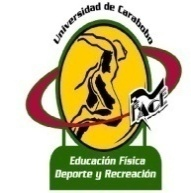 Universidad de Carabobo
FACE
Educación Física
Deporte y Recreación